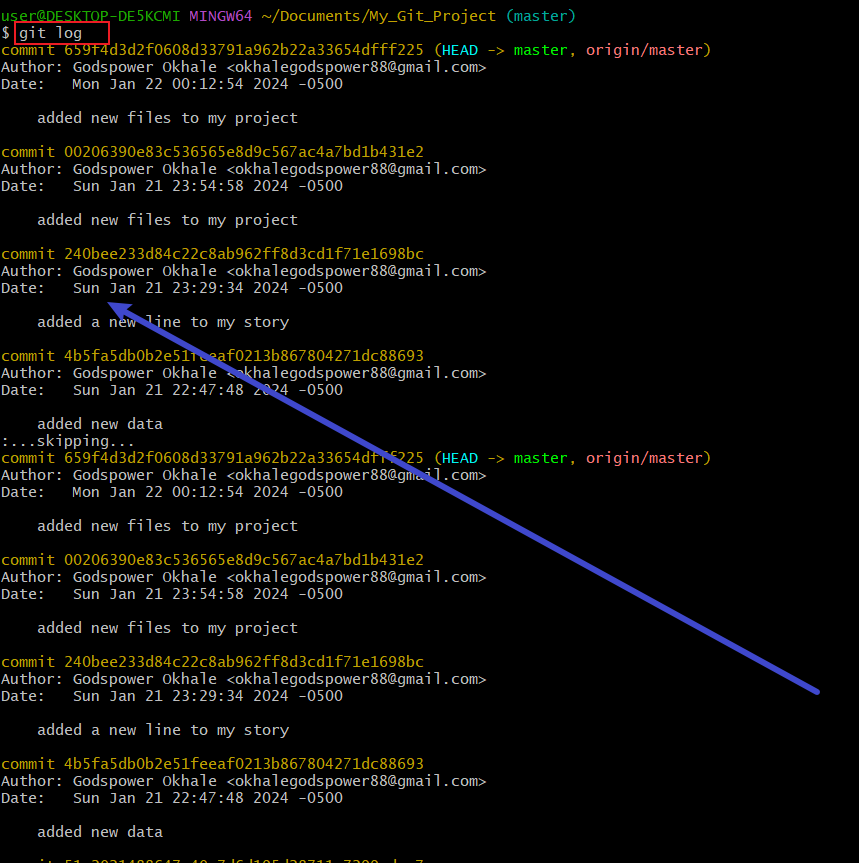 user@DESKTOP-DE5KCMI MINGW64 ~/Documents/My_Git_Project (master)
$ git log
commit 659f4d3d2f0608d33791a962b22a33654dfff225 (HEAD -> master, origin/master)
Author: Godspower Okhale <okhalegodspower88@gmail.com>
Date:   Mon Jan 22 00:12:54 2024 -0500
    added new files to my project
commit 00206390e83c536565e8d9c567ac4a7bd1b431e2
Author: Godspower Okhale <okhalegodspower88@gmail.com>
Date:   Sun Jan 21 23:54:58 2024 -0500
    added new files to my project
commit 240bee233d84c22c8ab962ff8d3cd1f71e1698bc
Author: Godspower Okhale <okhalegodspower88@gmail.com>
Date:   Sun Jan 21 23:29:34 2024 -0500
    added a new line to my story
commit 4b5fa5db0b2e51feeaf0213b867804271dc88693
Author: Godspower Okhale <okhalegodspower88@gmail.com>
Date:   Sun Jan 21 22:47:48 2024 -0500
    added new data
:...skipping...
commit 659f4d3d2f0608d33791a962b22a33654dfff225 (HEAD -> master, origin/master)
Author: Godspower Okhale <okhalegodspower88@gmail.com>
Date:   Mon Jan 22 00:12:54 2024 -0500
    added new files to my project
commit 00206390e83c536565e8d9c567ac4a7bd1b431e2
Author: Godspower Okhale <okhalegodspower88@gmail.com>
Date:   Sun Jan 21 23:54:58 2024 -0500
    added new files to my project
commit 240bee233d84c22c8ab962ff8d3cd1f71e1698bc
Author: Godspower Okhale <okhalegodspower88@gmail.com>
Date:   Sun Jan 21 23:29:34 2024 -0500
    added a new line to my story
commit 4b5fa5db0b2e51feeaf0213b867804271dc88693
Author: Godspower Okhale <okhalegodspower88@gmail.com>
Date:   Sun Jan 21 22:47:48 2024 -0500
    added new data